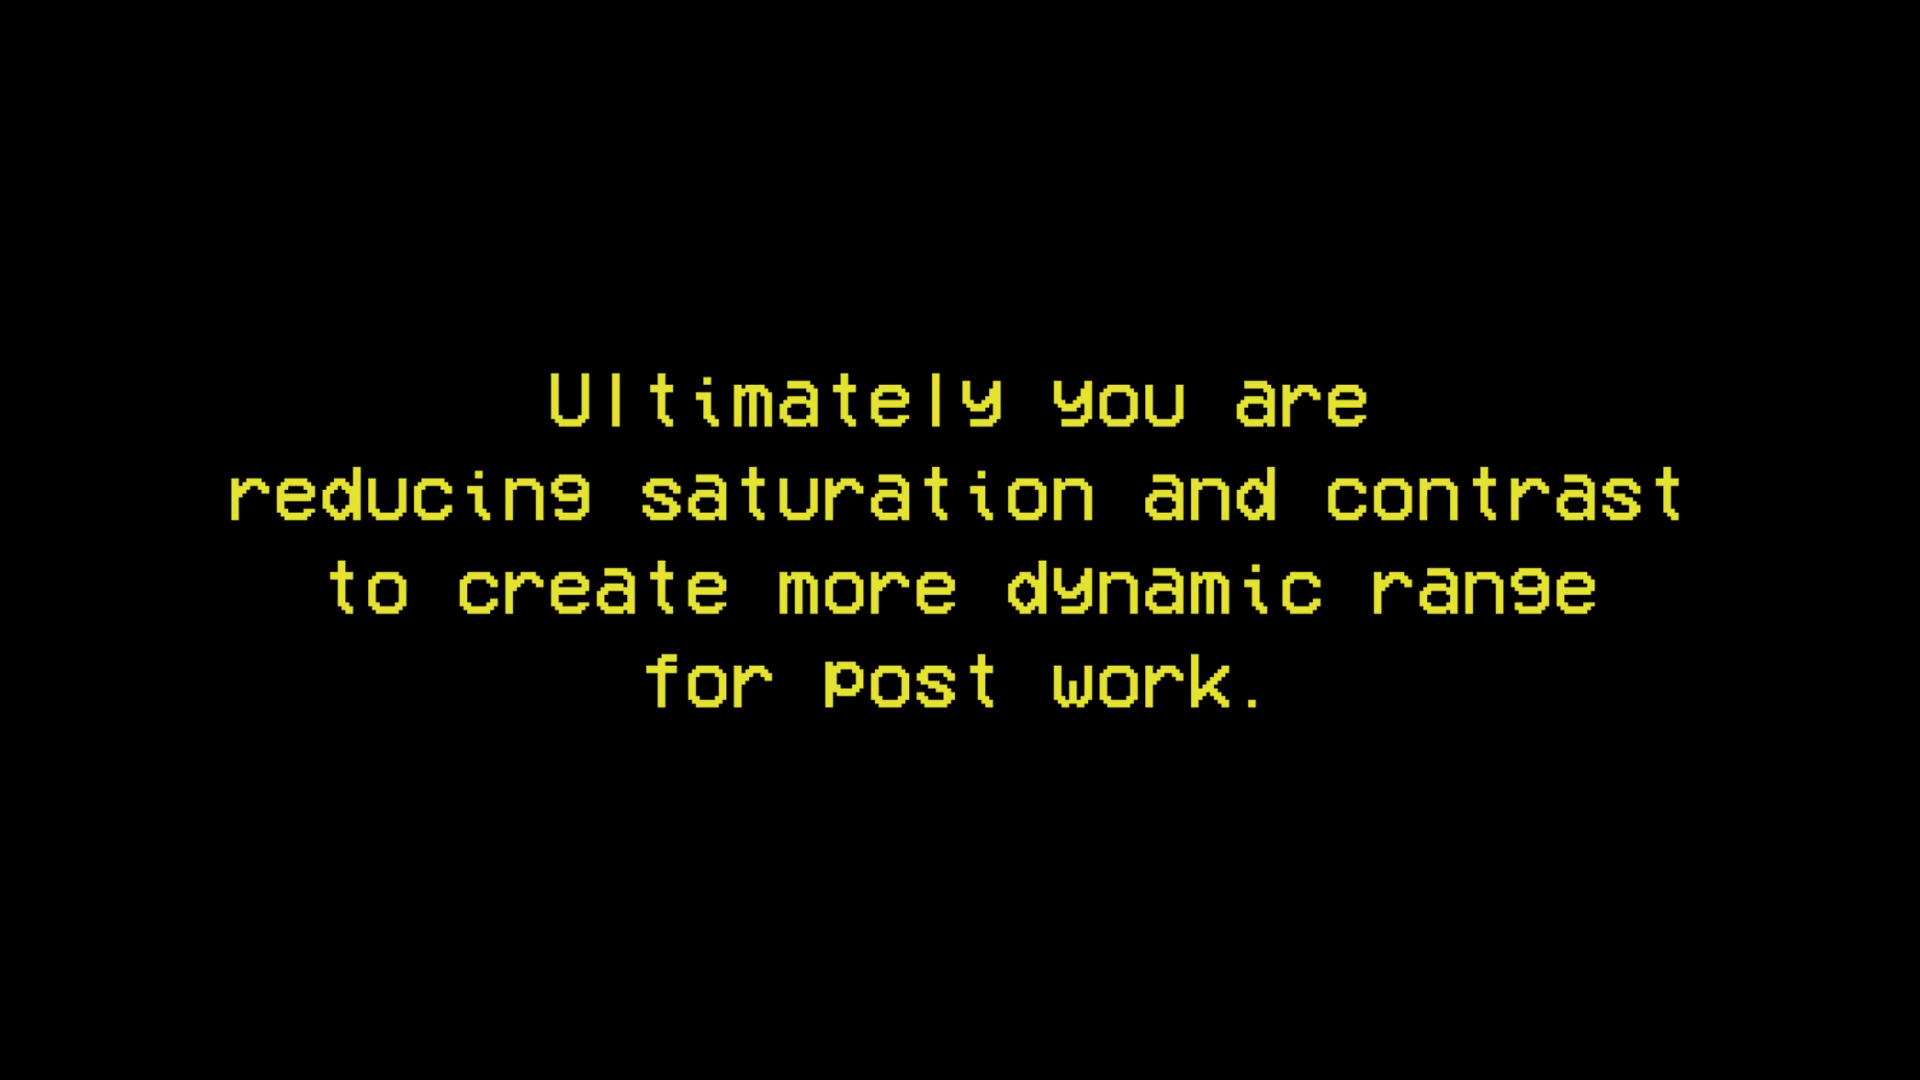 Ultimately you are
reducing saturation and contrast
to create more dynamic range
for post work.